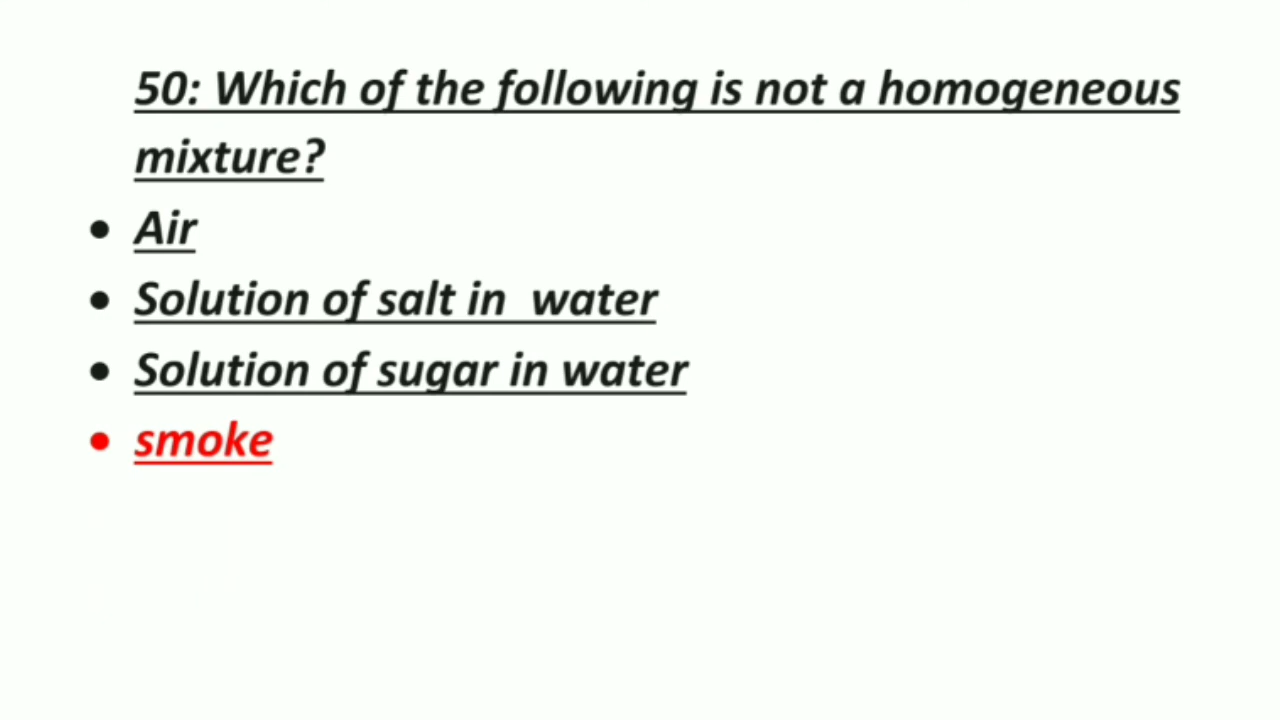 50: Which of the following is not a homogeneous
mixture?
• Air
• Solution of salt in  water
• Solution of sugar in water
• smoke